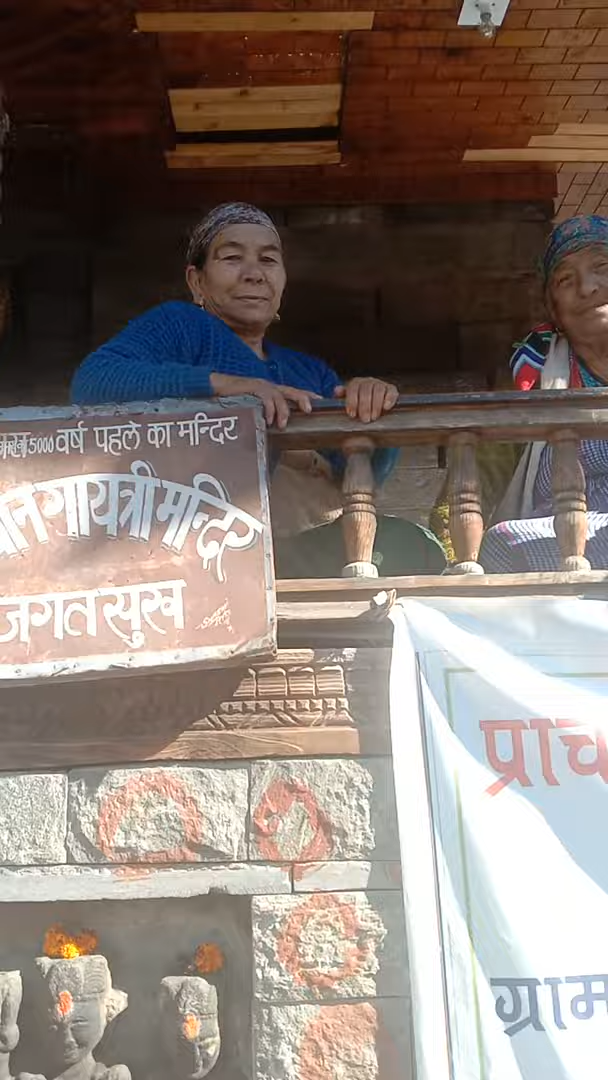 5000 वर्ष पहले का मन्दिर
गायत्री मन्दिर
जगतसुख
प्राच
ग्राम